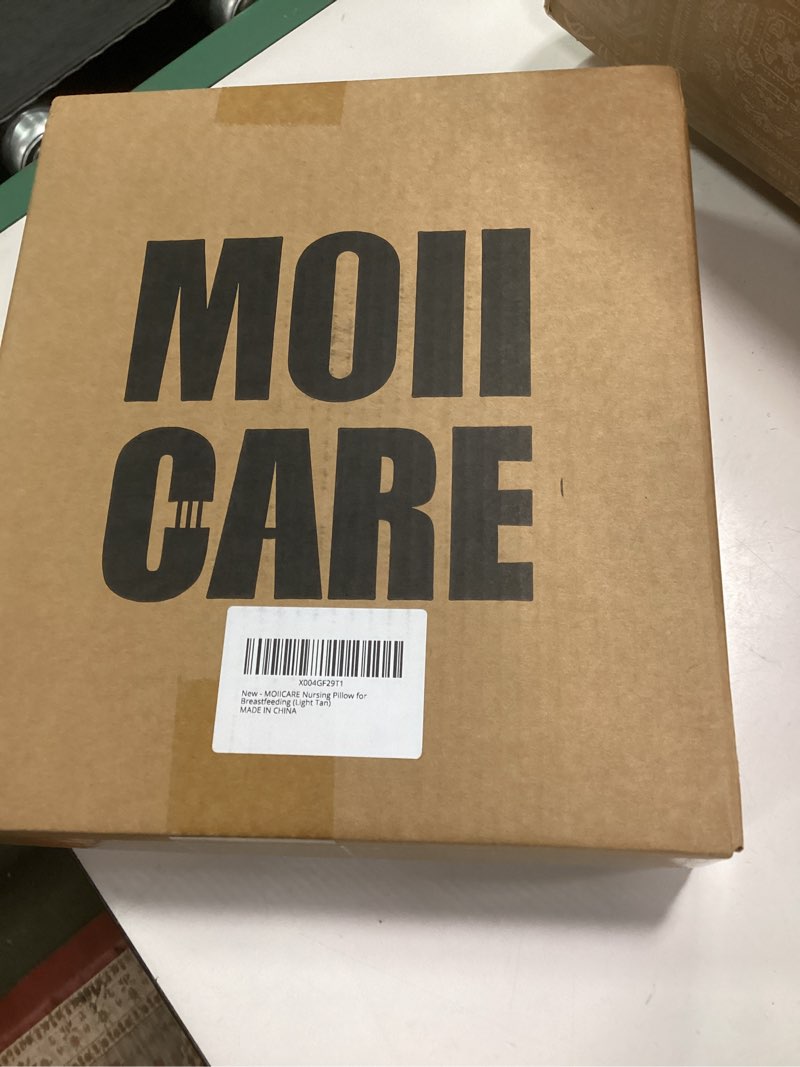 MOII
CARE
X004GF29T1
New - MOIICARE Nursing Pillow for
Breastfeeding (Light Tan)
MADE IN CHINA